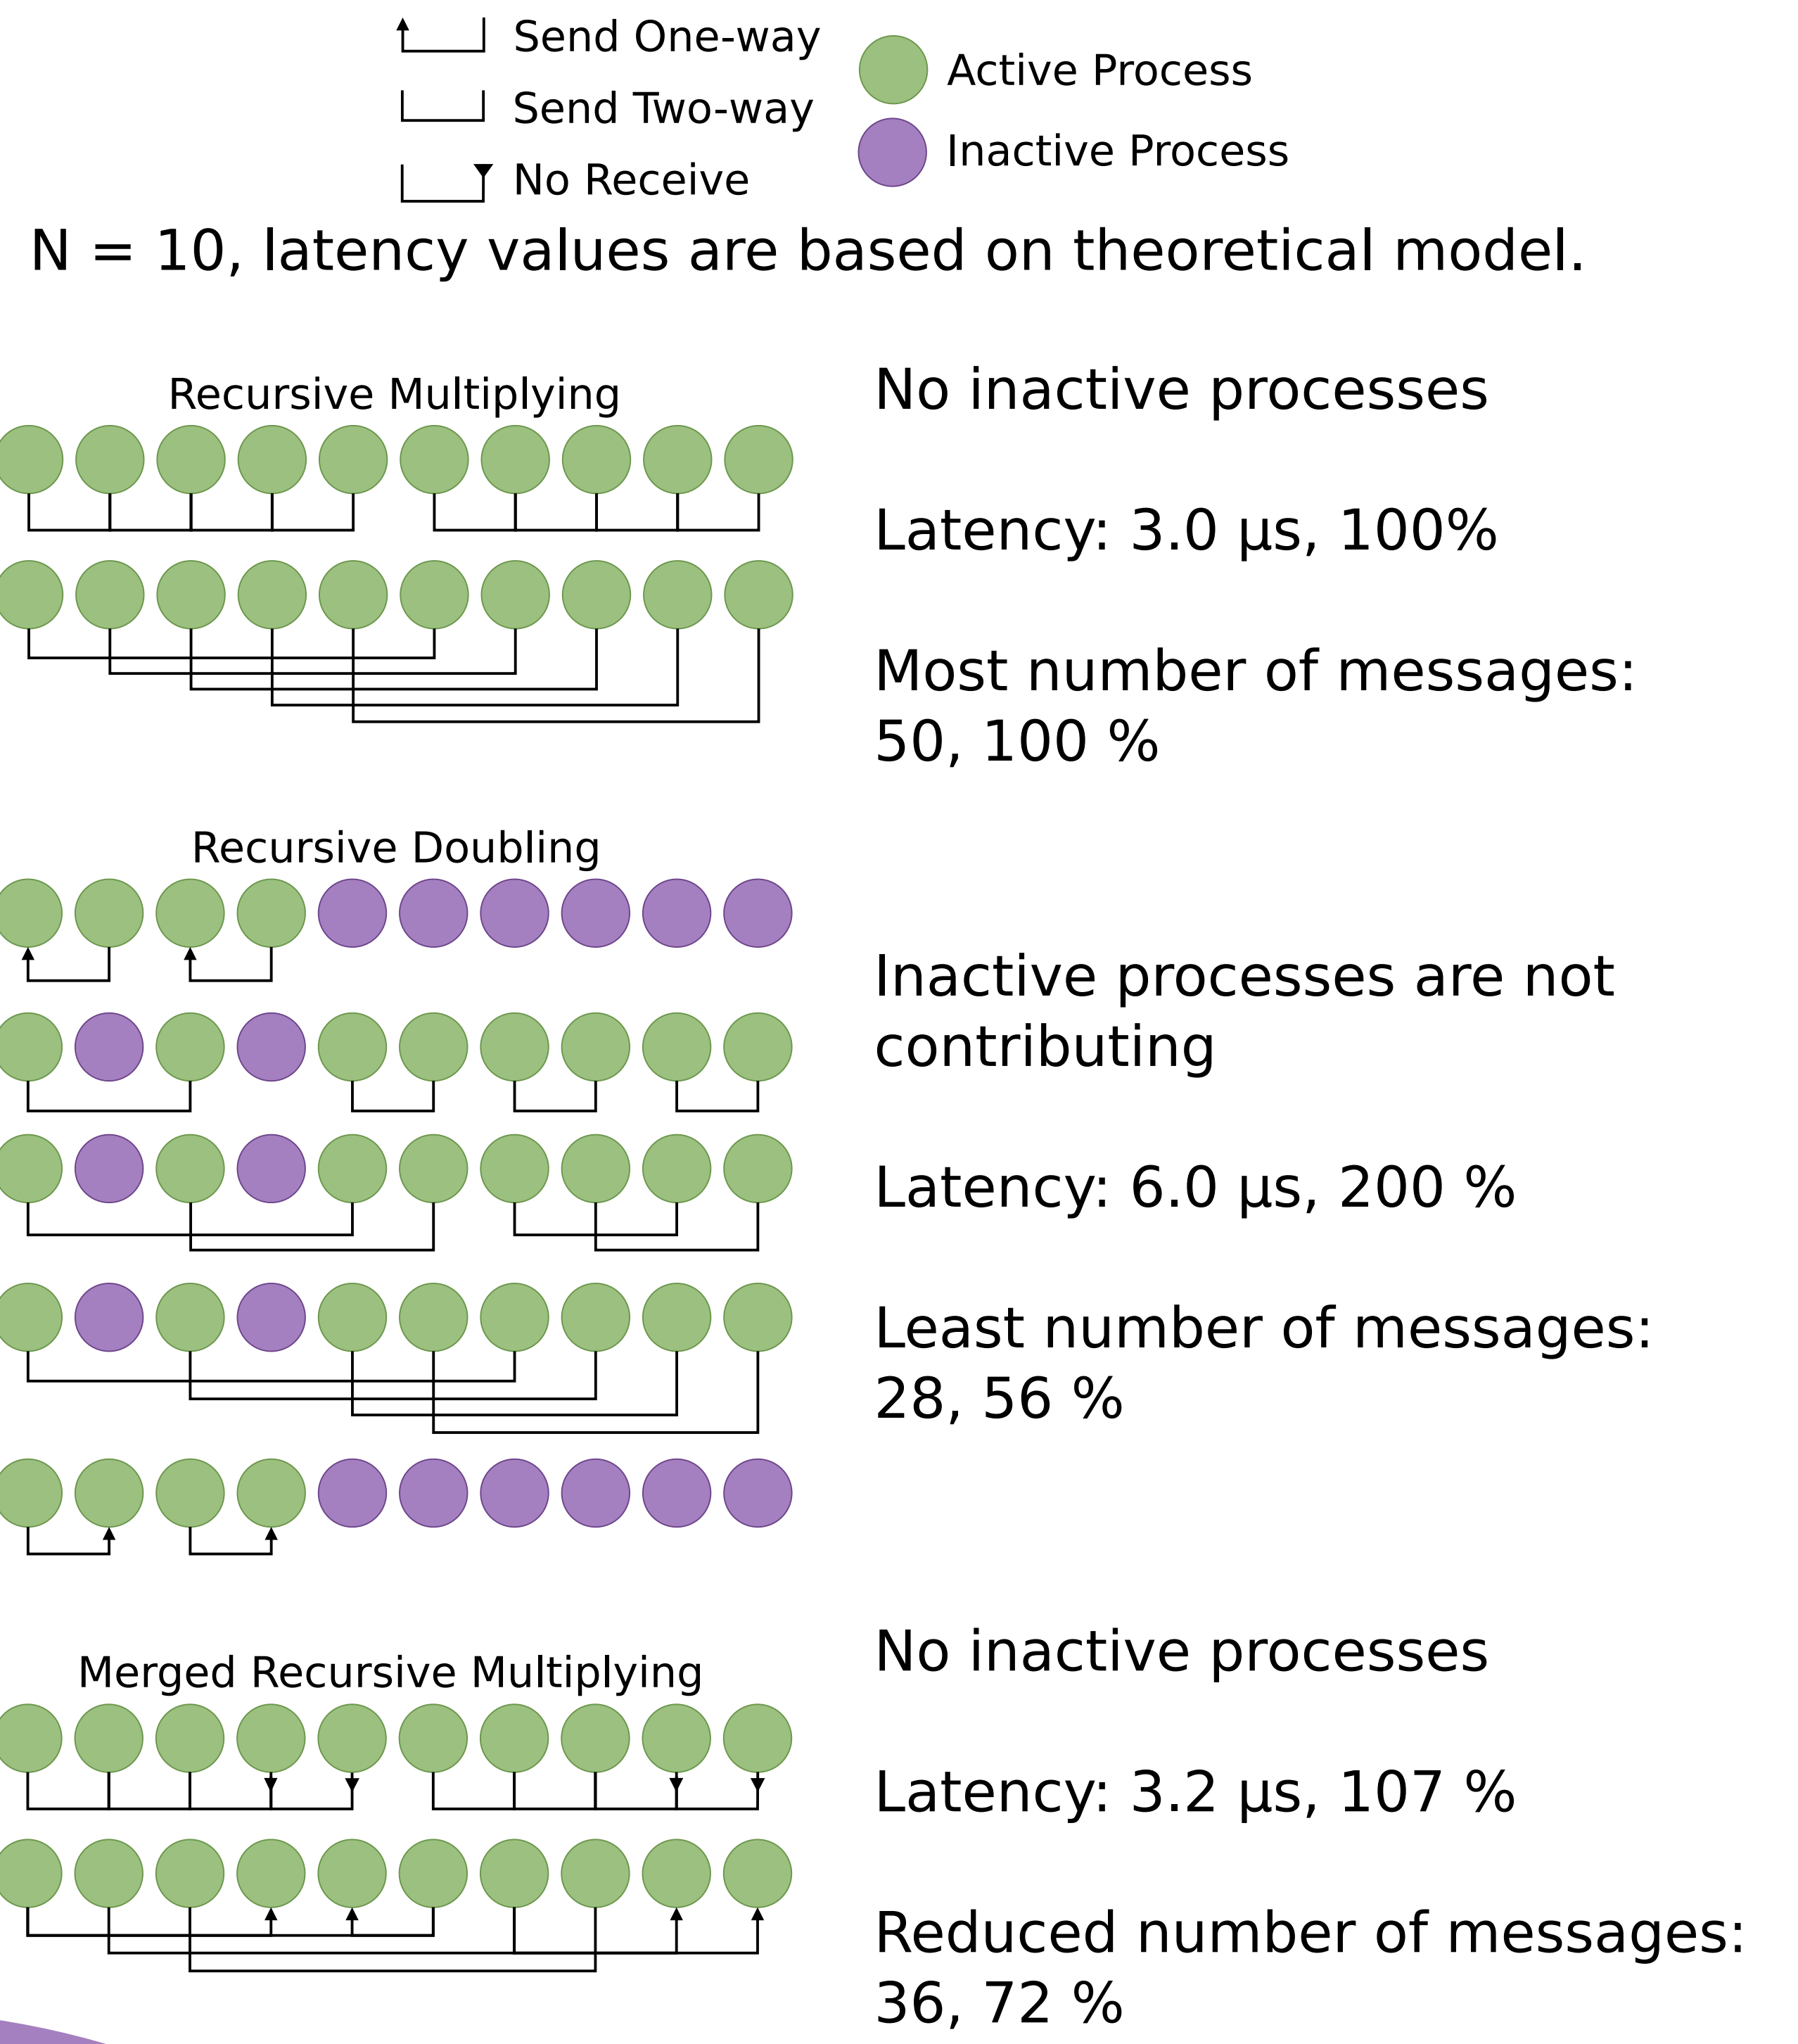 Send One-way
Send Two-way
No Receive
Active Process
Inactive Process
N = 10, latency values are based on theoretical model.
Recursive Multiplying
No inactive processes
Latency: 3.0 µs, 100%
Most number of messages:
50, 100 %
Recursive Doubling
Inactive processes are not
contributing
Latency: 6.0 µs, 200 %
Least number of messages:
28, 56 %
Merged Recursive Multiplying
No inactive processes
Latency: 3.2 µs, 107 %
Reduced number of messages:
36, 72 %